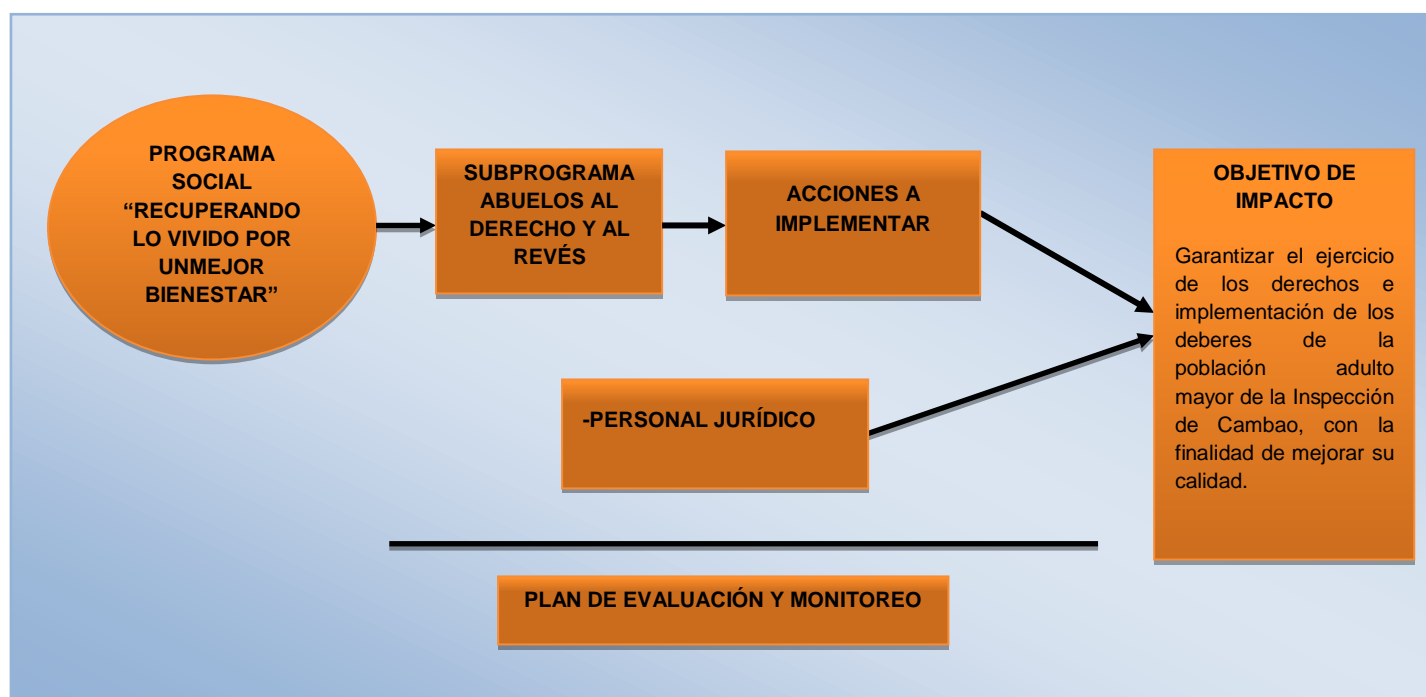 PROGRAMA
SOCIAL
“RECUPERANDO
LO VIVIDO POR
UNMEJOR
BIENESTAR”
SUBPROGRAMA
ABUELOS AL
DERECHO Y AL
REVÉS
ACCIONES A
IMPLEMENTAR
-PERSONAL JURÍDICO
OBJETIVO DE
IMPACTO
Garantizar el ejercicio
de los derechos e
implementación de los
deberes de la
población adulto
mayor de la Inspección
de Cambao, con la
finalidad de mejorar su
calidad.
PLAN DE EVALUACIÓN Y MONITOREO